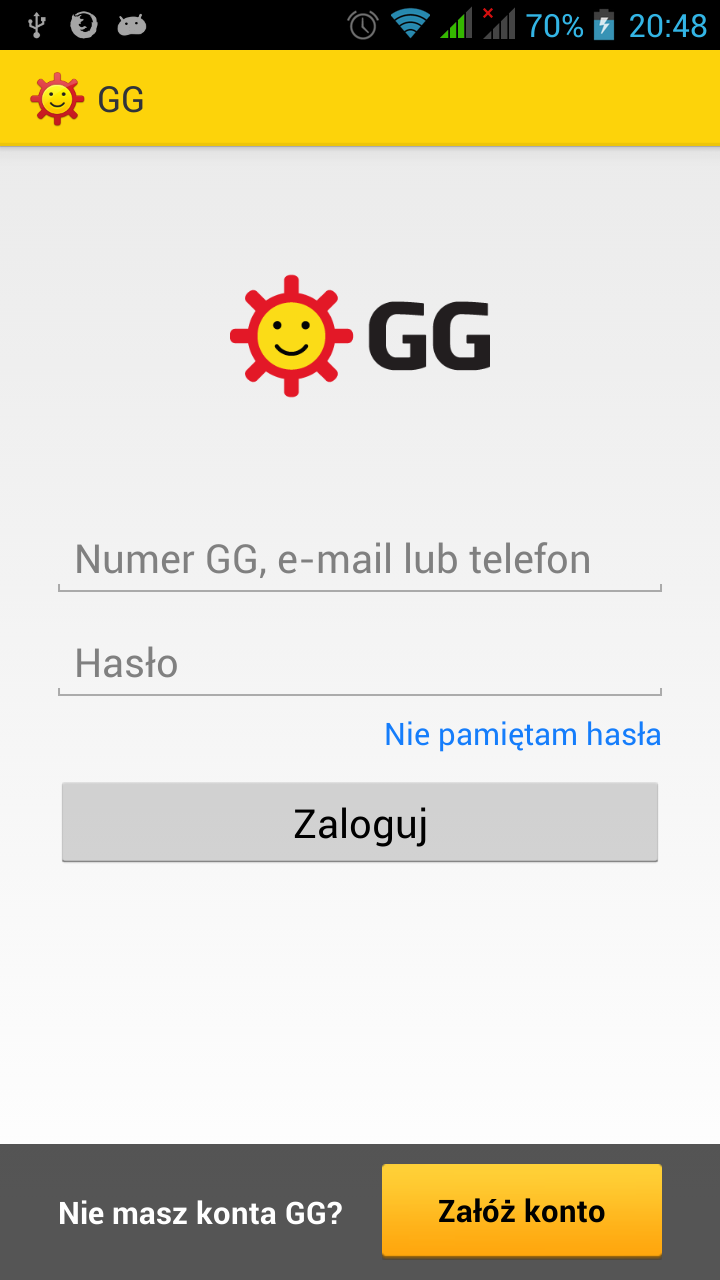 70% 20:48
GG
GG
Numer GG, e-mail lub telefon
Hasło
Nie pamiętam hasła
Zaloguj
Nie masz konta GG? Załóż konto